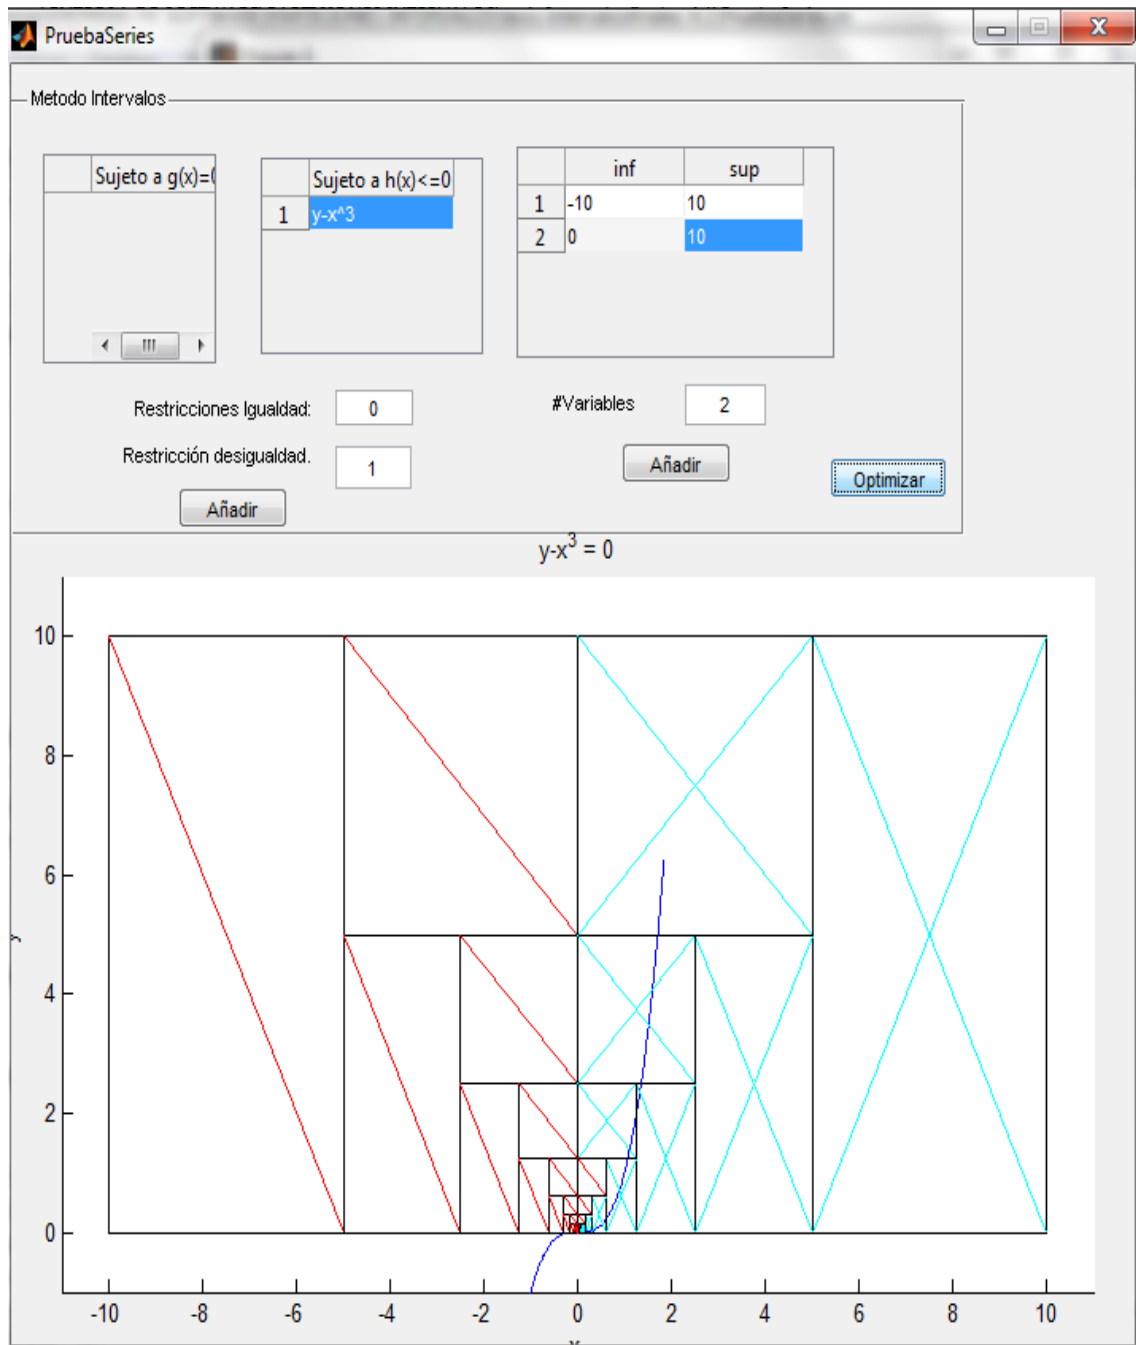 PruebaSeries
Metodo Intervalos
Sujeto a g(x)=
Sujeto a h(x)<=0
1 y-x^3
inf sup
1 -10 10
2 0 10
Restricciones Igualdad: 0
#Variables 2
Restricción desigualdad. 1
Añadir
Optimizar
Añadir
y-x³ = 0
10
8
6
4
2
0
-10 -8 -6 -4 -2 0 2 4 6 8 10